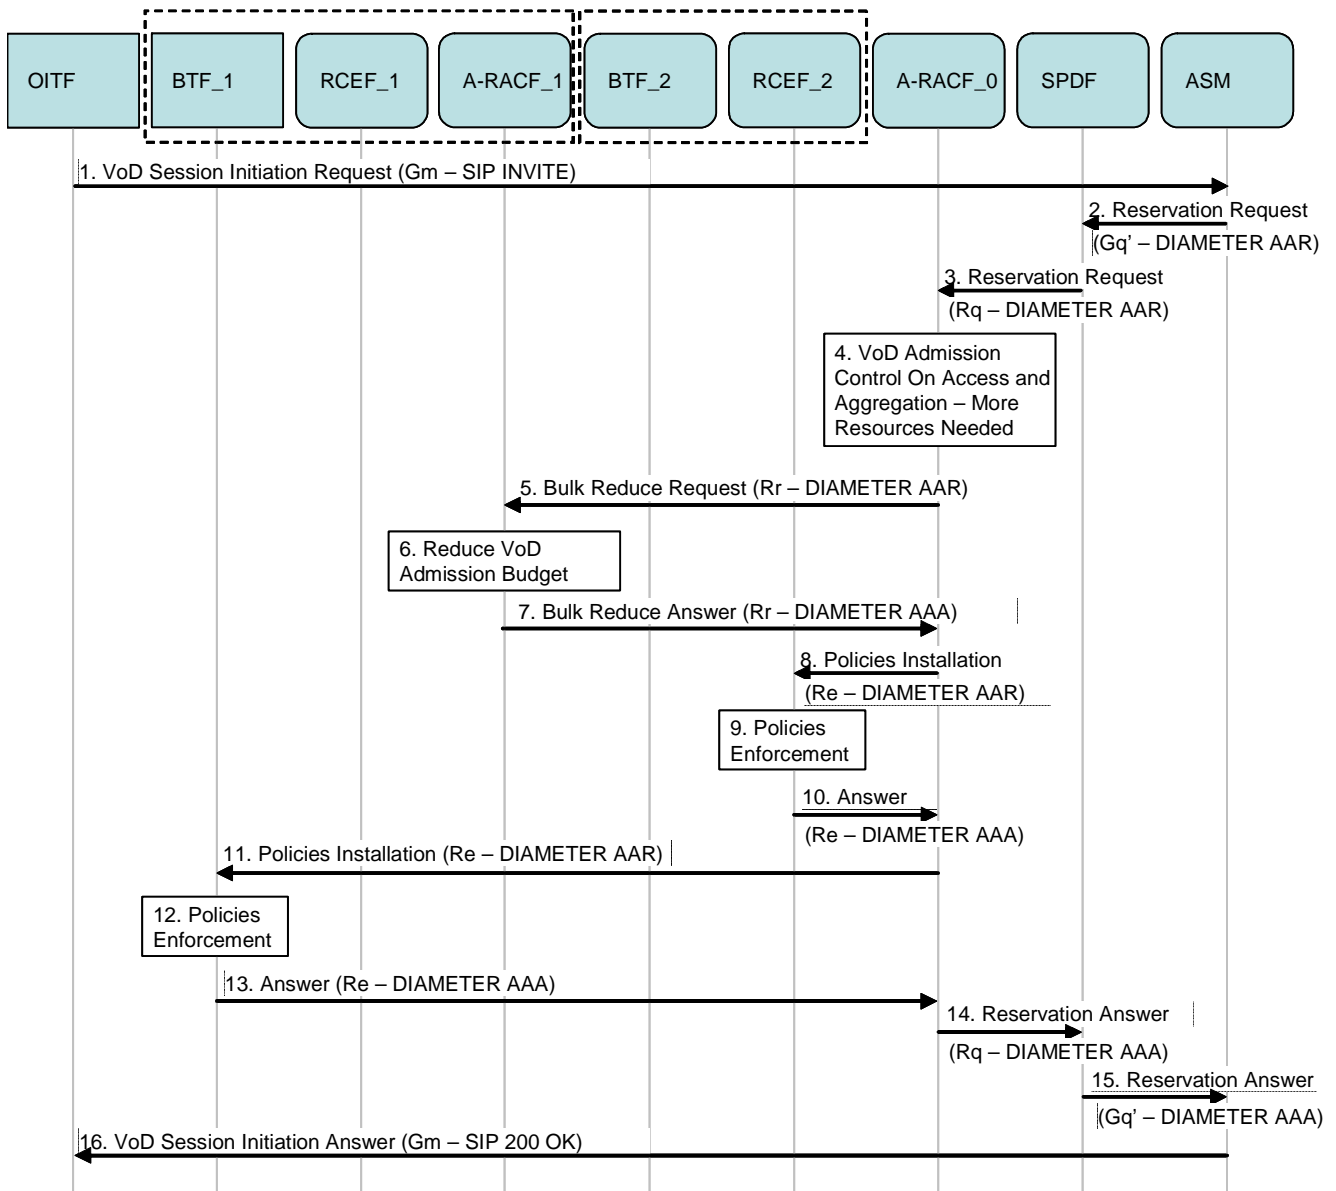 OITF
BTF_1
RCEF_1
A-RACF_1
BTF_2
RCEF_2
A-RACF_0
SPDF
ASM
1. VoD Session Initiation Request (Gm – SIP INVITE)
2. Reservation Request
(Gq’ – DIAMETER AAR)
3. Reservation Request
(Rq – DIAMETER AAR)
4. VoD Admission
Control On Access and
Aggregation – More
Resources Needed
5. Bulk Reduce Request (Rr – DIAMETER AAR)
6. Reduce VoD
Admission Budget
7. Bulk Reduce Answer (Rr – DIAMETER AAA)
8. Policies Installation
(Re – DIAMETER AAR)
9. Policies
Enforcement
10. Answer
(Re – DIAMETER AAA)
11. Policies Installation (Re – DIAMETER AAR)
12. Policies
Enforcement
13. Answer (Re – DIAMETER AAA)
14. Reservation Answer
(Rq – DIAMETER AAA)
15. Reservation Answer
(Gq’ – DIAMETER AAA)
16. VoD Session Initiation Answer (Gm – SIP 200 OK)